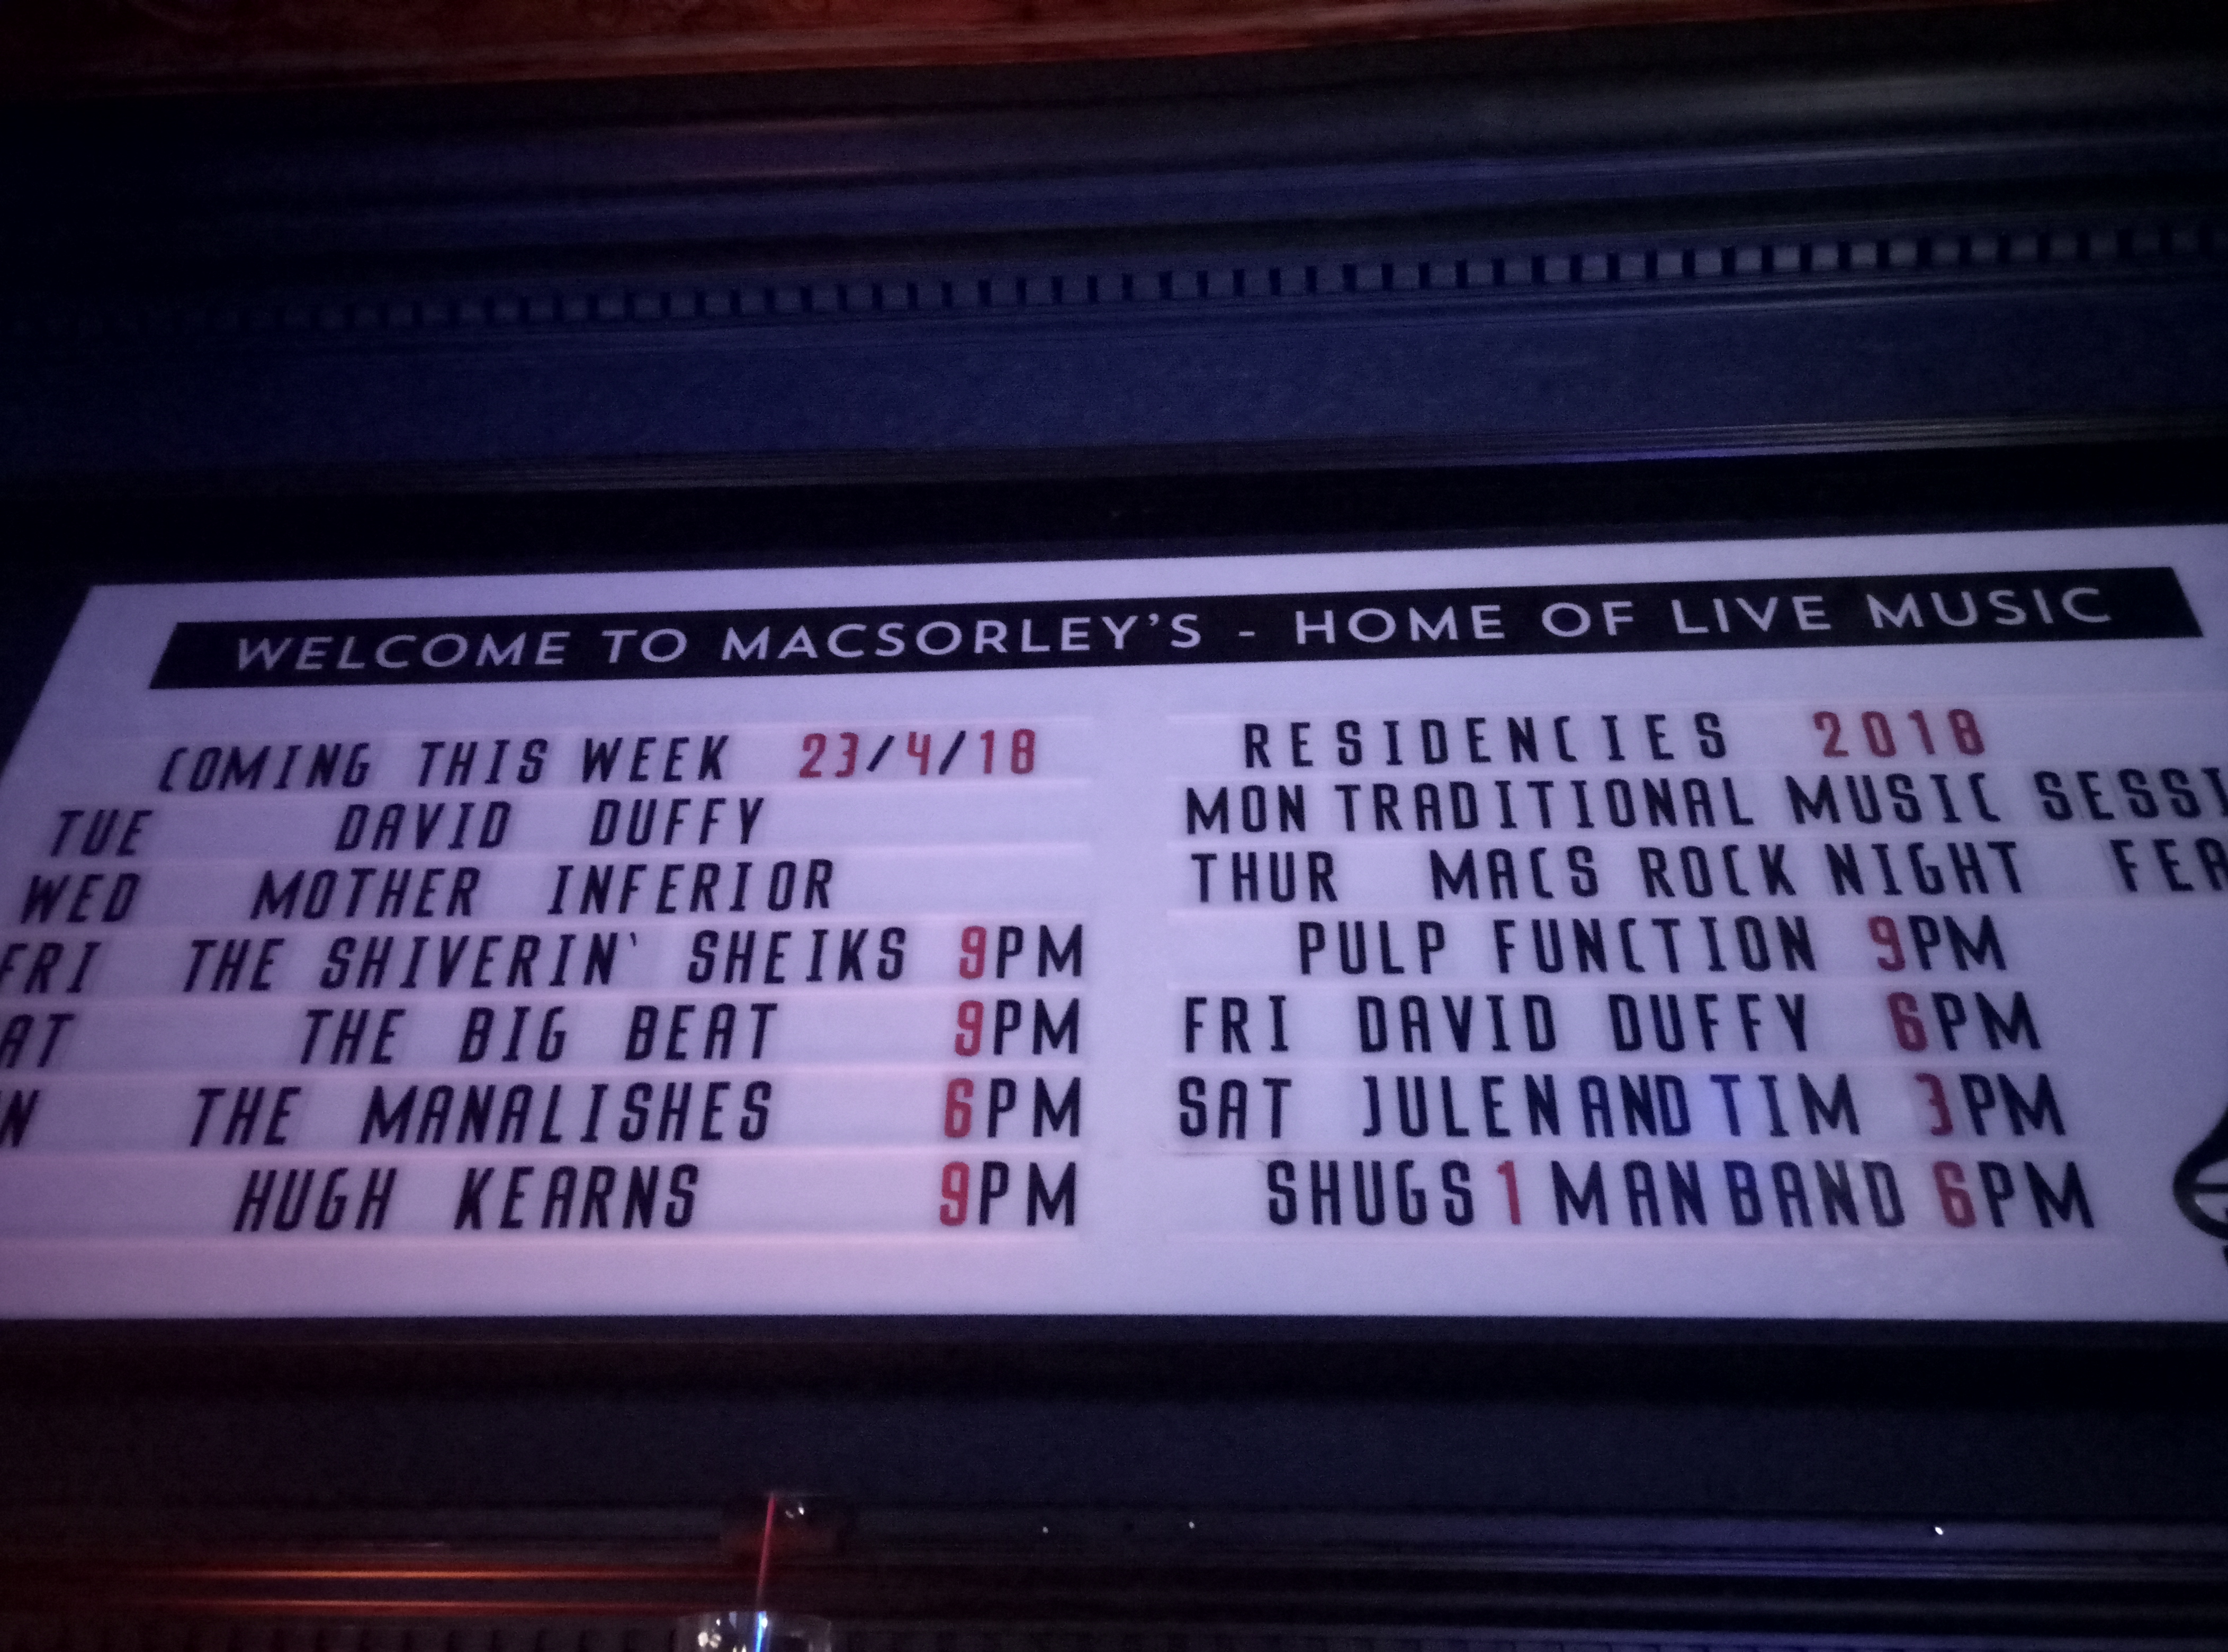 WELCOME TO MACSORLEY'S - HOME OF LIVE MUSIC
COMING THIS WEEK 23/4/18
TUE DAVID DUFFY
WED MOTHER INFERIOR
FRI THE SHIVERIN' SHEIKS 9PM
AT THE BIG BEAT 9PM
N THE MANALISHES 6PM
HUGH KEARNS 9PM
RESIDENCIES 2018
MON TRADITIONAL MUSIC SESSI
THUR MACS ROCK NIGHT FEA
PULP FUNCTION 9PM
FRI DAVID DUFFY 6PM
SAT JULEN AND TIM 3PM
SHUGS 1 MAN BAND 6PM